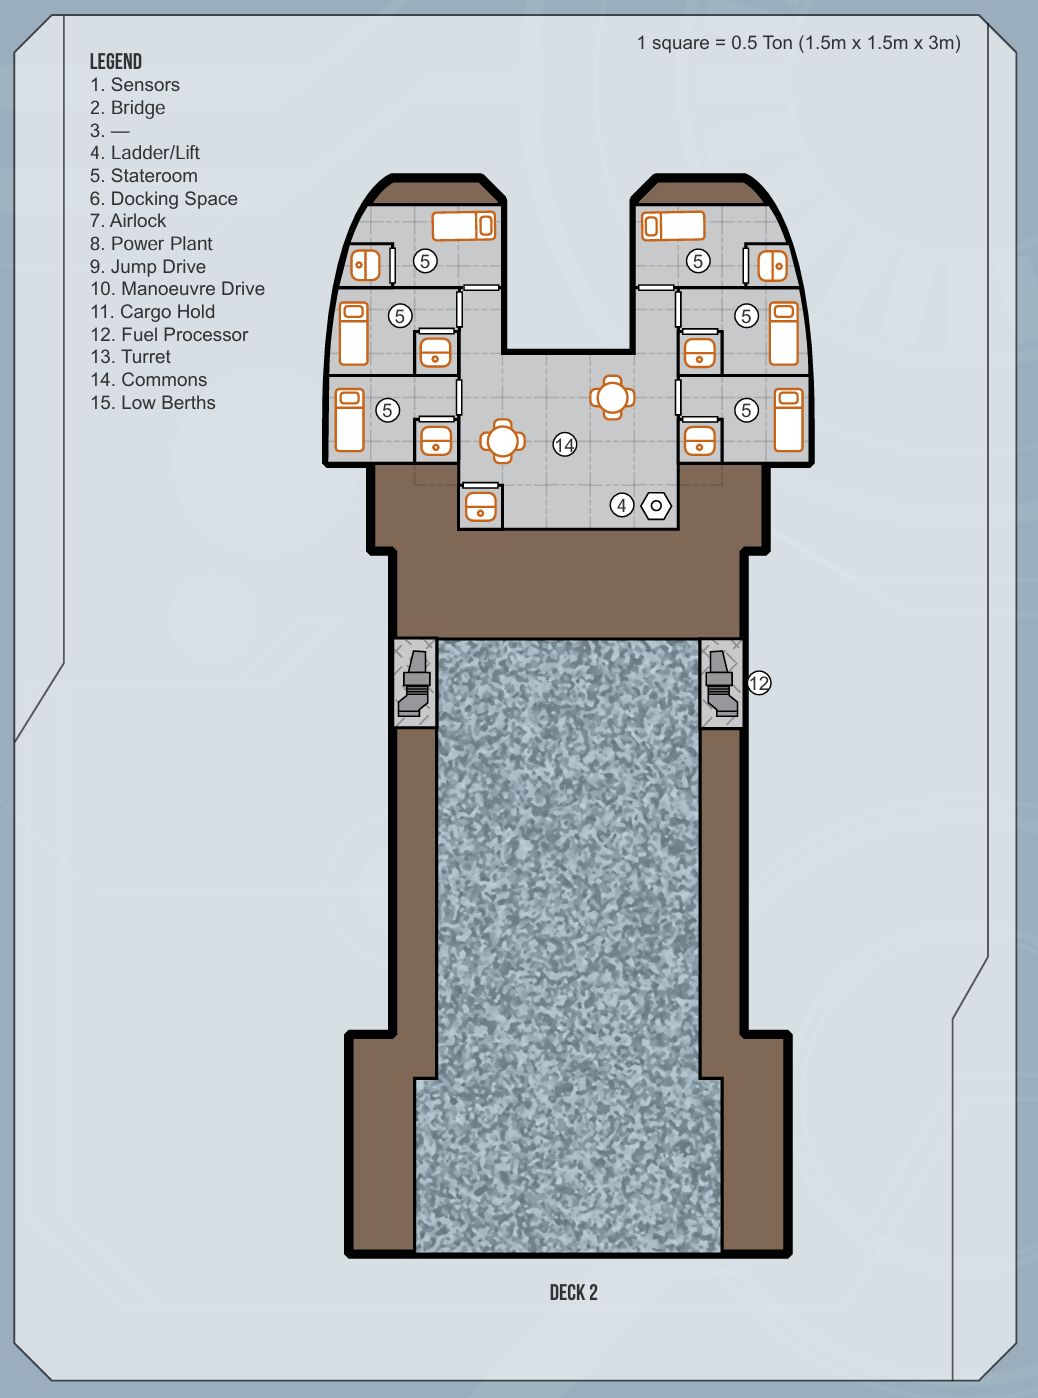 1 square = 0.5 Ton (1.5m x 1.5m x 3m)
LEGEND
1. Sensors
2. Bridge
3. —
4. Ladder/Lift
5. Stateroom
6. Docking Space
7. Airlock
8. Power Plant
9. Jump Drive
10. Manoeuvre Drive
11. Cargo Hold
12. Fuel Processor
13. Turret
14. Commons
15. Low Berths
5
5
5
5
5
5
14
4
12
DECK 2